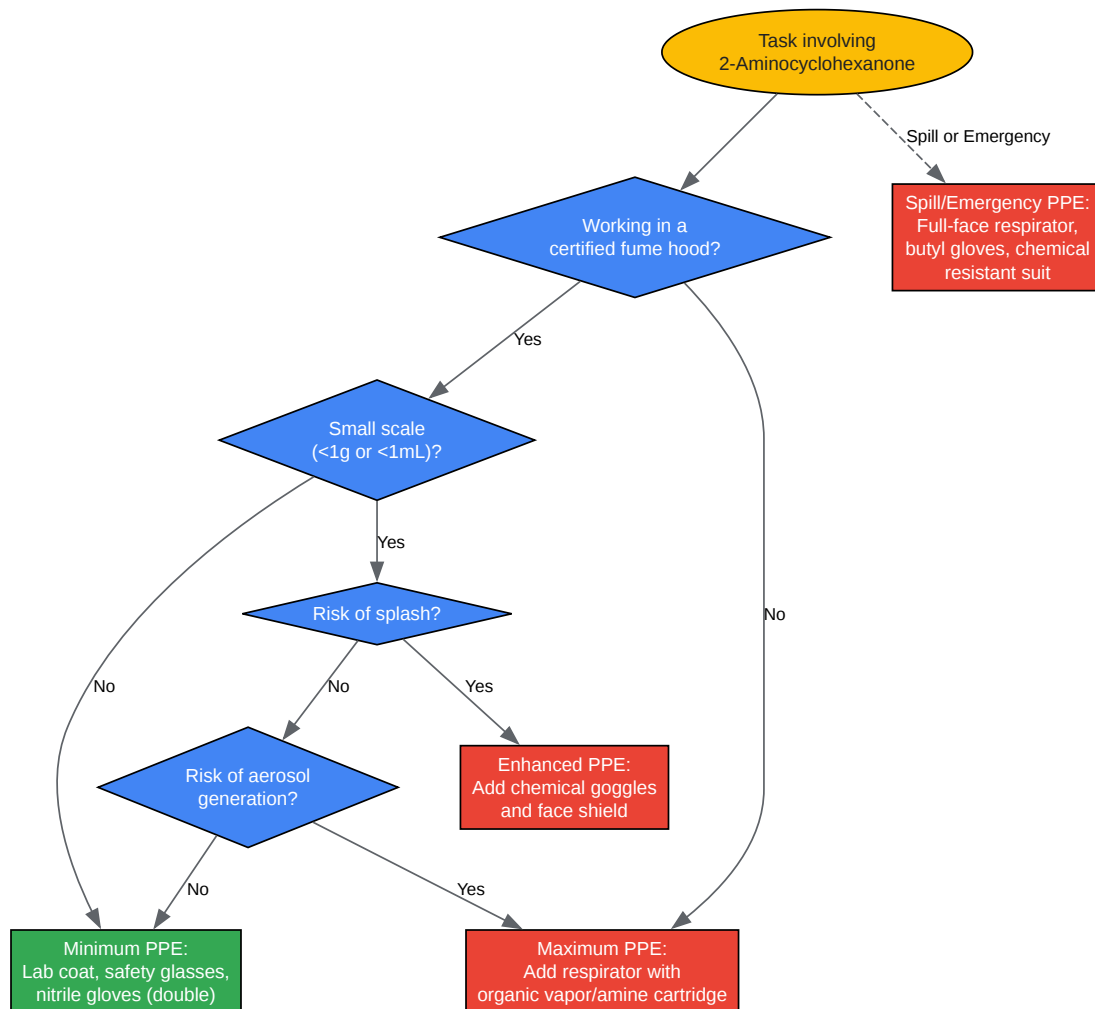 Task involving
2-Aminocyclohexanone
Spill or Emergency
Working in a
certified fume hood?
Spill/Emergency PPE:
Full-face respirator,
butyl gloves, chemical
resistant suit
Yes
Small scale
(<1g or <1mL)?
Yes
Risk of splash?
No
No
No
Yes
Risk of aerosol
generation?
Enhanced PPE:
Add chemical goggles
and face shield
No
Yes
Minimum PPE:
Lab coat, safety glasses,
nitrile gloves (double)
Maximum PPE:
Add respirator with
organic vapor/amine cartridge